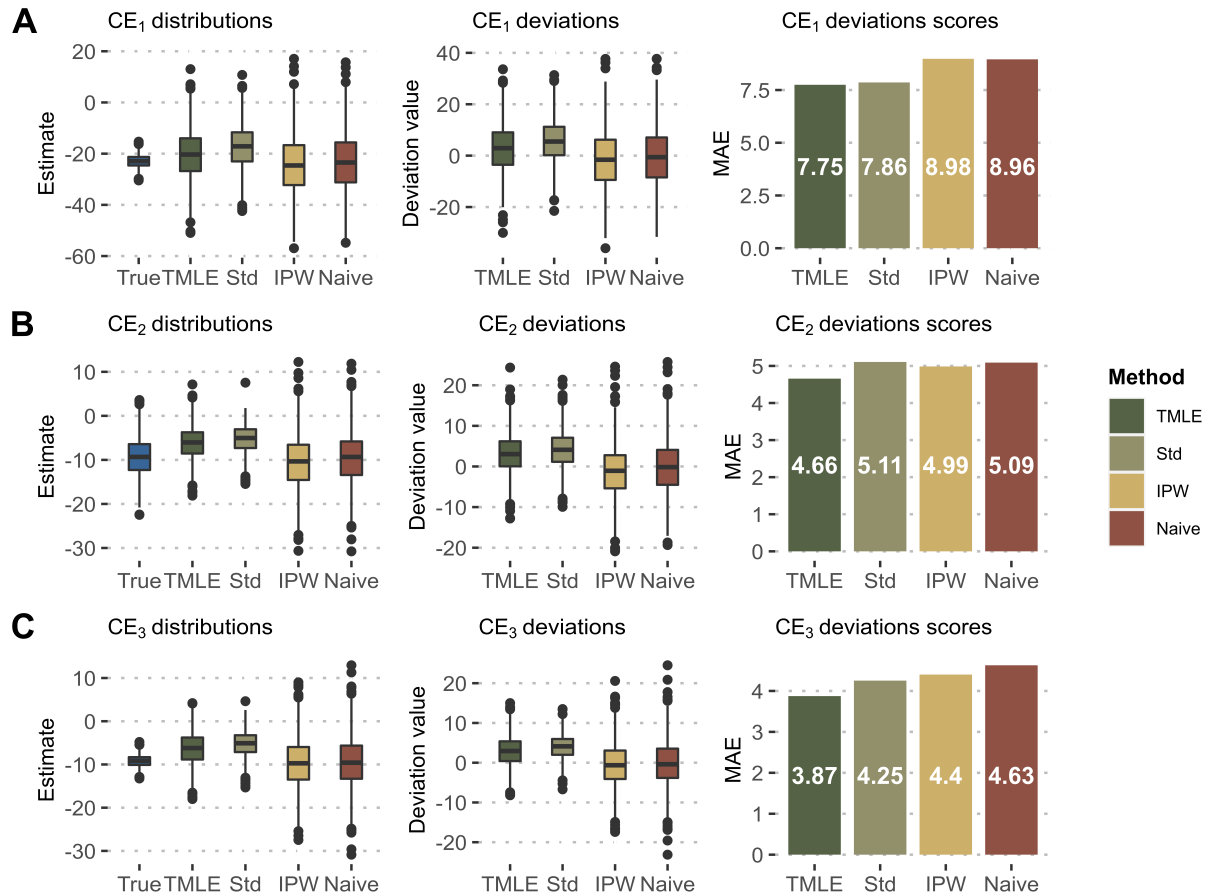 A
CE1 distributions
CE1 deviations
CE1 deviations scores
Estimate
20
0
-20
-40
-60
True TMLE Std IPW Naive
Deviation value
40
20
0
-20
TMLE Std IPW Naive
MAE
7.5
5.0
2.5
0.0
7.75 7.86 8.98 8.96
TMLE Std IPW Naive
B
CE2 distributions
CE2 deviations
CE2 deviations scores
Estimate
10
0
-10
-20
-30
True TMLE Std IPW Naive
Deviation value
20
10
0
-10
-20
TMLE Std IPW Naive
MAE
5
4
3
2
1
0
4.66 5.11 4.99 5.09
TMLE Std IPW Naive
Method
TMLE
Std
IPW
Naive
C
CE3 distributions
CE3 deviations
CE3 deviations scores
Estimate
10
0
-10
-20
-30
True TMLE Std IPW Naive
Deviation value
20
10
0
-10
-20
TMLE Std IPW Naive
MAE
4
3
2
1
0
3.87 4.25 4.4 4.63
TMLE Std IPW Naive